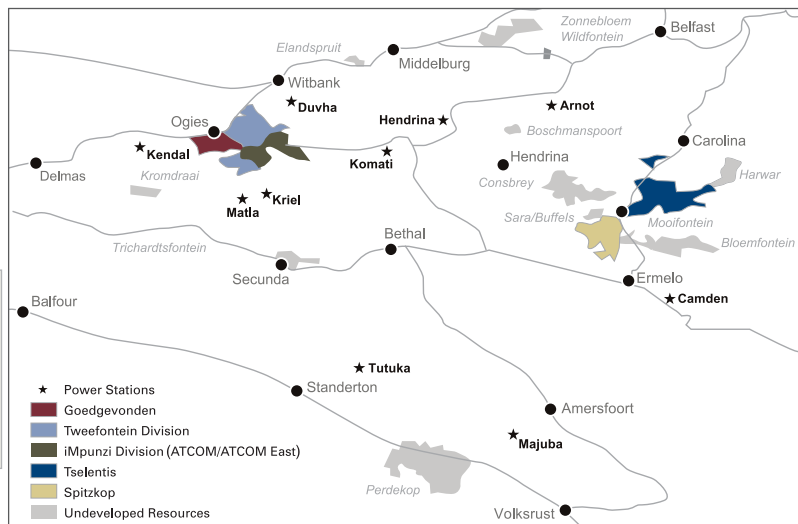 Zonnebloem
Wildfontein
Belfast
Elandspruit
Middelburg
Witbank
Duvha
Ogies
Hendrina
Arnot
Boschmanspoort
Carolina
Kendal
Komati
Delmas
Hendrina
Kromdraai
Consbrey
Harwar
Kriel
Matla
Sara/Buffels
Mooifontein
Trichardtsfontein
Bethal
Bloemfontein
Secunda
Ermelo
Balfour
Camden
Tutuka
Standerton
Amersfoort
Majuba
Perdekop
Volksrust
Power Stations
Goedgevonden
Tweefontein Division
iMpunzi Division (ATCOM/ATCOM East)
Tselentis
Spitzkop
Undeveloped Resources